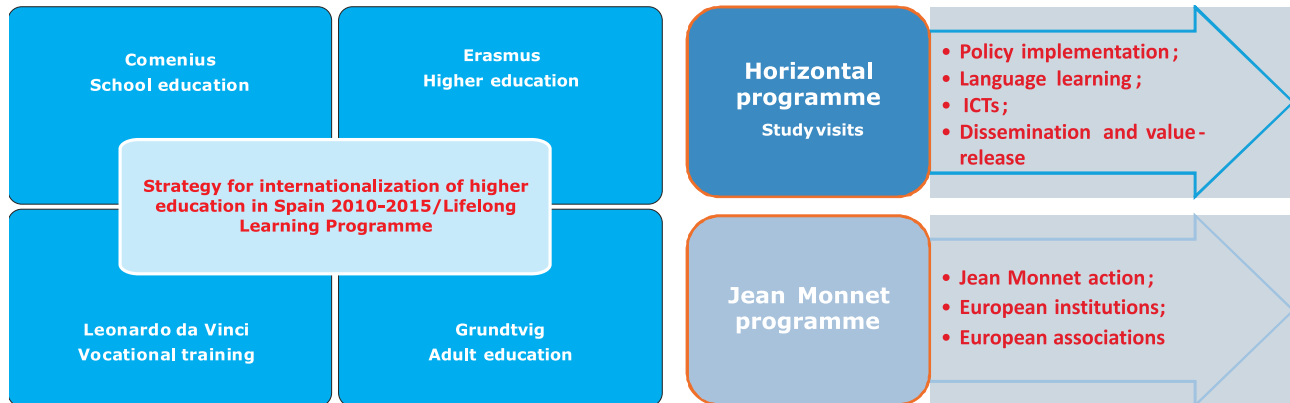 Comenius
School education
Erasmus
Higher education
Strategy for internationalization of higher
education in Spain 2010-2015/Lifelong
Learning Programme
Leonardo da Vinci
Vocational training
Grundtvig
Adult education
Horizontal
programme
Study visits
• Policy implementation;
• Language learning;
• ICTs;
• Dissemination and value-
release
Jean Monnet
programme
• Jean Monnet action;
• European institutions;
• European associations